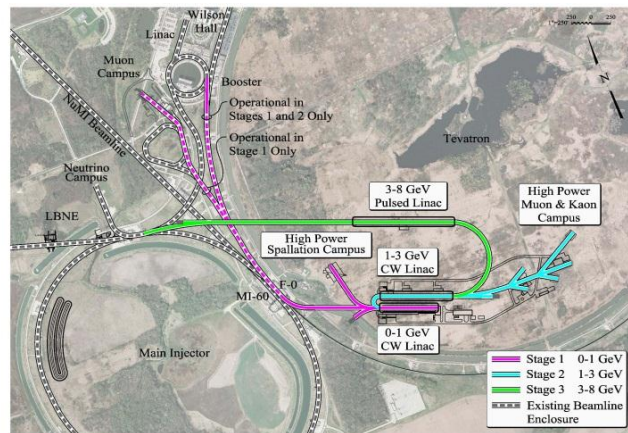 Wilson
Hall
Linac
Muon
Campus
Booster
Operational in
Stages 1 and 2 Only
Operational in
Stage 1 Only
NuMI Beamline
Neutrino
Campus
LBNE
Tevatron
3-8 GeV
Pulsed Linac
High Power
Muon & Kaon
Campus
High Power
Spallation Campus
1-3 GeV
CW Linac
F-0
MI-60
0-1 GeV
CW Linac
Main Injector
N
Stage 1 0-1 GeV
Stage 2 1-3 GeV
Stage 3 3-8 GeV
Existing Beamline
Enclosure